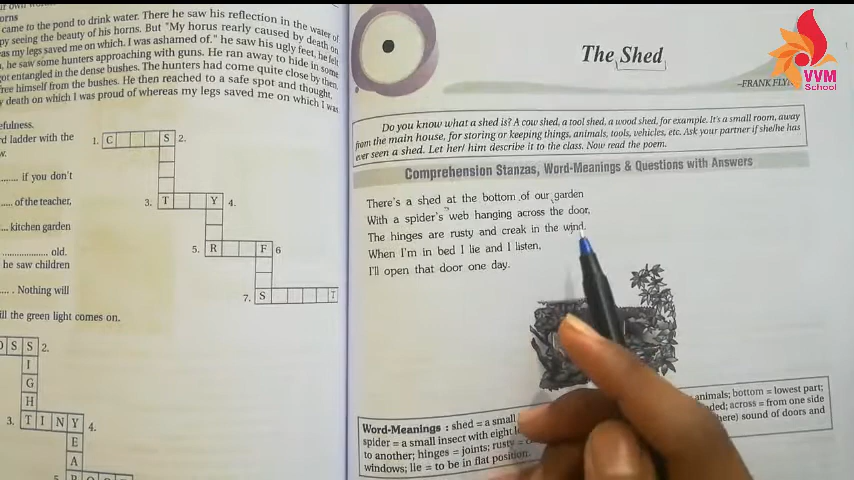 our own
orns
came to the pond to drink water. There he saw his reflection in the water of
py seeing the beauty of his horns. But "My horus rearly caused by death on
as my legs saved me on which. I was ashamed of." he saw his ugly feet, he felt
, he saw some hunters approaching with guns. He ran away to hide in some
got entangled in the dense bushes. The hunters had come quite close by then.
ree himself from the bushes. He then reached to a safe spot and thought.
y death on which I was proud of whereas my legs saved me on which I was
efulness.
rd ladder with the
w.
........ if you don't
..... of the teacher,
... kitchen garden
............ old.
he saw children
.... . Nothing will
ill the green light comes on.
1. C S 2.
3. T Y 4.
5. R F 6
7. S T
O S S 2.
I
G
H
3. T I N Y 4.
E
A
R
The Shed
–FRANK FLY
VVM
School
Do you know what a shed is? A cow shed, a tool shed, a wood shed, for example. It's a small room, away
from the main house, for storing or keeping things, animals, tools, vehicles, etc. Ask your partner if she/he has
ever seen a shed. Let her/ him describe it to the class. Now read the poem.
Comprehension Stanzas, Word-Meanings & Questions with Answers
There's a shed at the bottom of our garden
With a spider's web hanging across the door,
The hinges are rusty and creak in the wind.
When I'm in bed I lie and I listen,
I'll open that door one day.
Word-Meanings : shed = a small animals; bottom = lowest part;
spider = a small insect with eight across = from one side
to another; hinges = joints; rusty = here) sound of doors and
windows; lie = to be in flat position.